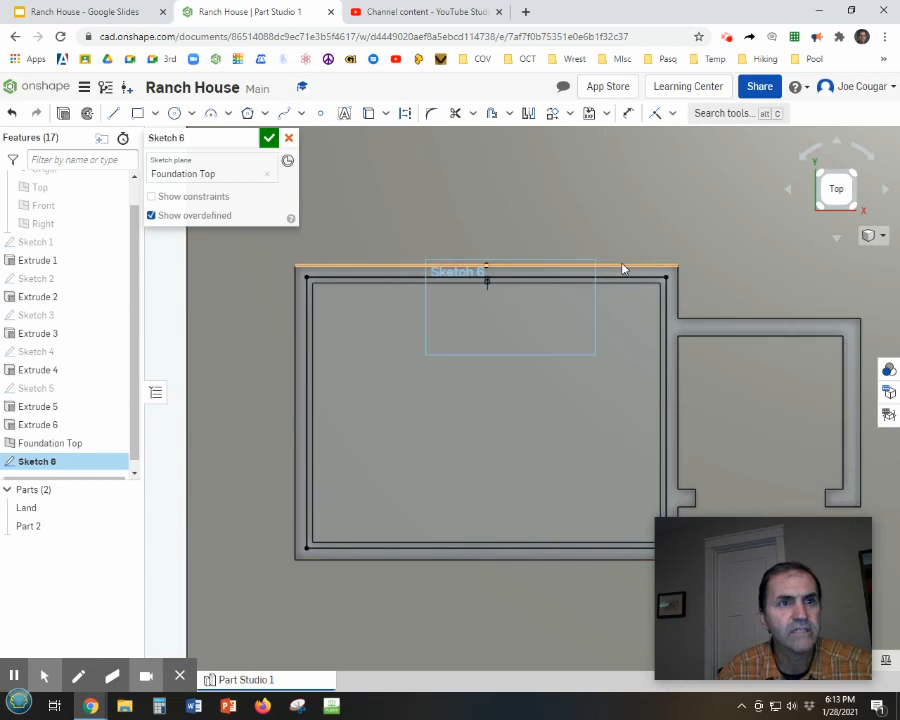 Ranch House - Google Slides
Ranch House | Part Studio 1
Channel content - YouTube Stu
cad.onshape.com/documents/86514088dc9ec71e3b5f4617/w/d4449020aef8a5ebcd114738/e/7af7f0b75351e0e6b1f32c37
Apps
3rd
COV
OCT
MIsc
Wrest
Pasq
Temp
Hiking
Pool
onshape
Ranch House Main
App Store
Learning Center
Share
Joe Cougar
Search tools... alt C
Features (17)
Filter by name or type
Origin
Top
Front
Right
Sketch 1
Extrude 1
Sketch 2
Extrude 2
Sketch 3
Extrude 3
Sketch 4
Extrude 4
Sketch 5
Extrude 5
Extrude 6
Foundation Top
Sketch 6
Parts (2)
Land
Part 2
Sketch 6
Sketch plane
Foundation Top
Show constraints
Show overdefined
Sketch 6
Y
Top
X
Part Studio 1
6:13 PM
1/28/2021
1